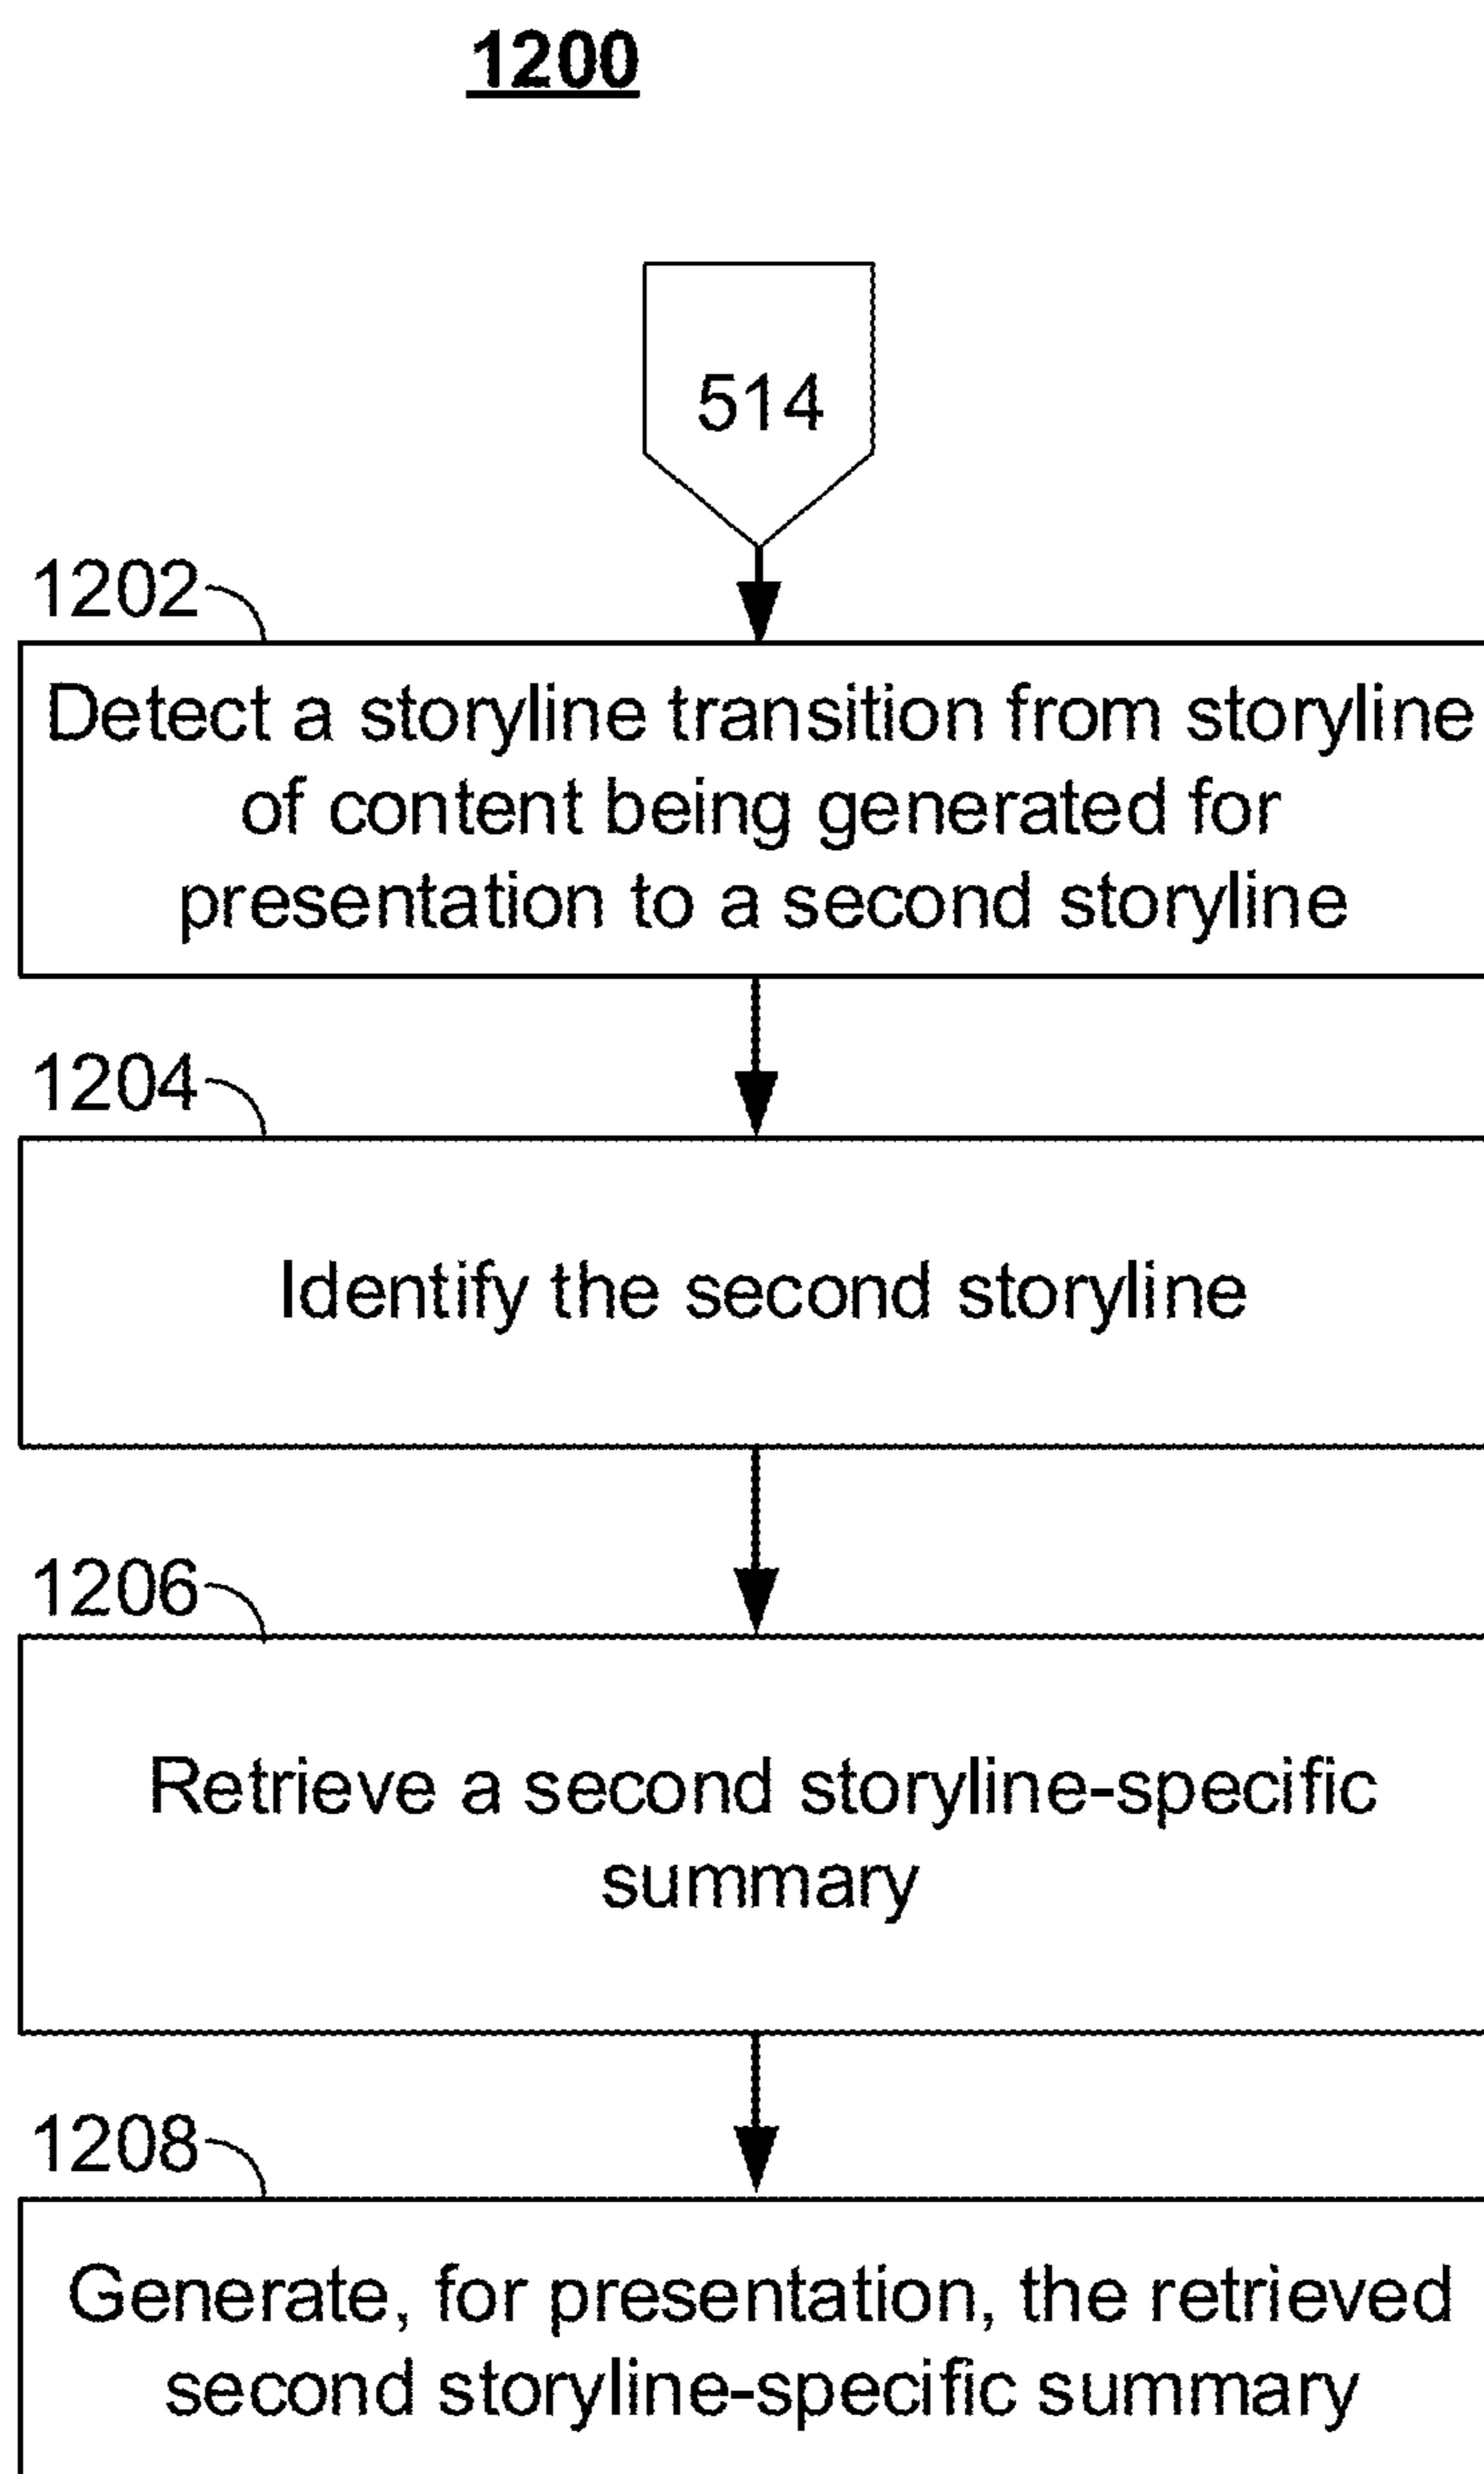 1200
514
1202
Detect a storyline transition from storyline
of content being generated for
presentation to a second storyline
1204
Identify the second storyline
1206
Retrieve a second storyline-specific
summary
1208
Generate, for presentation, the retrieved
second storyline-specific summary